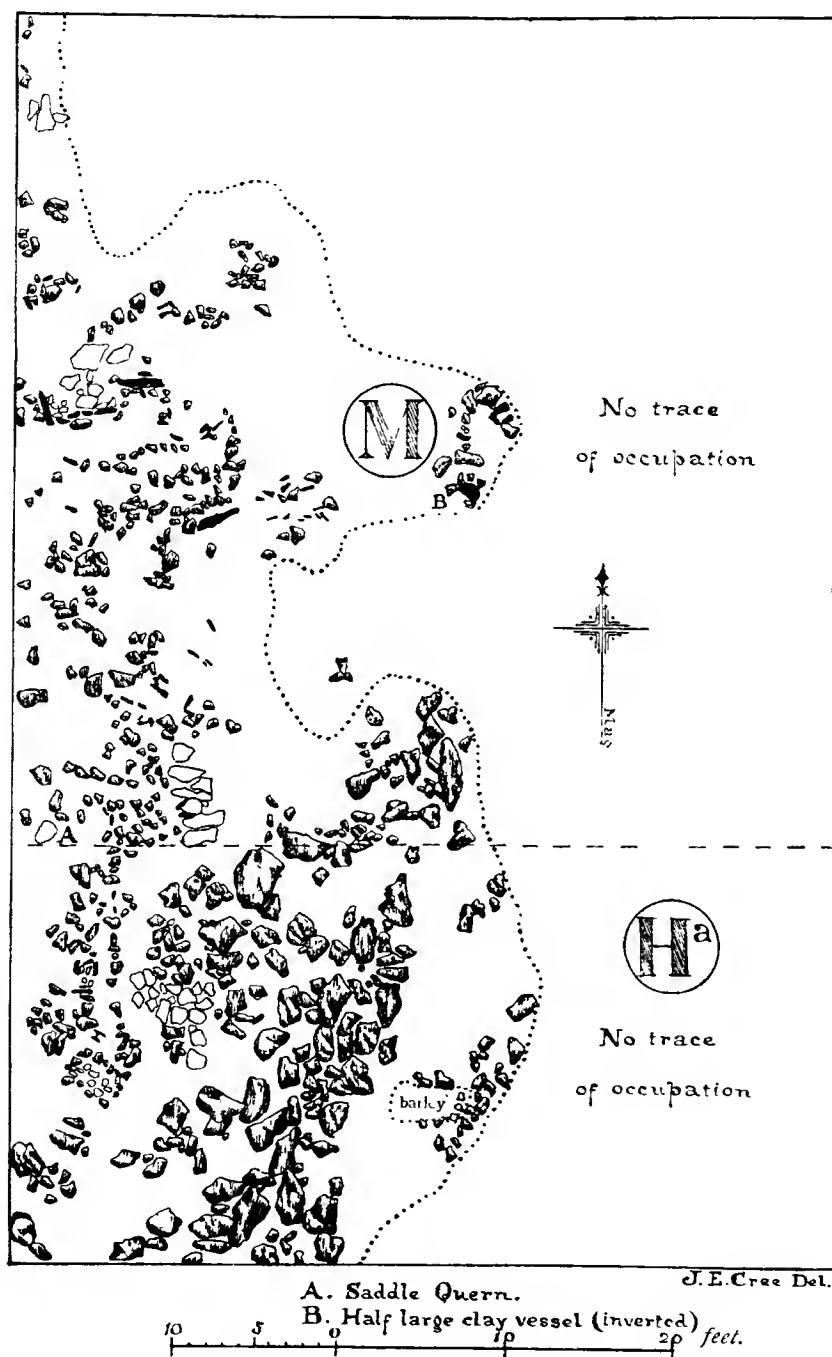 M
No trace
of occupation
B
A
Hᵃ
No trace
of occupation
barley
J. E. Cree Del.
A. Saddle Quern.
B. Half large clay vessel (inverted)
10 5 0 10 20 feet.